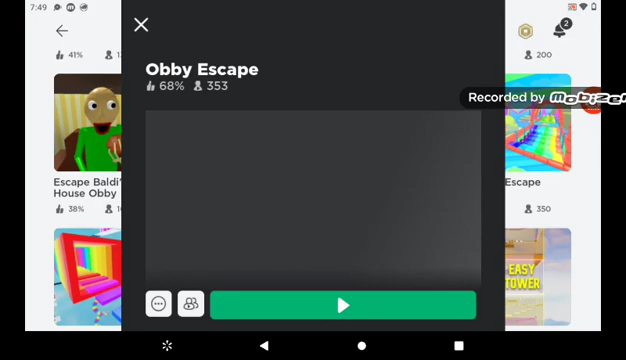 7:49
2
41%
200
Obby Escape
68% 353
Recorded by
Escape Baldi'
House Obby
Escape
38%
350
EASY
TOWER